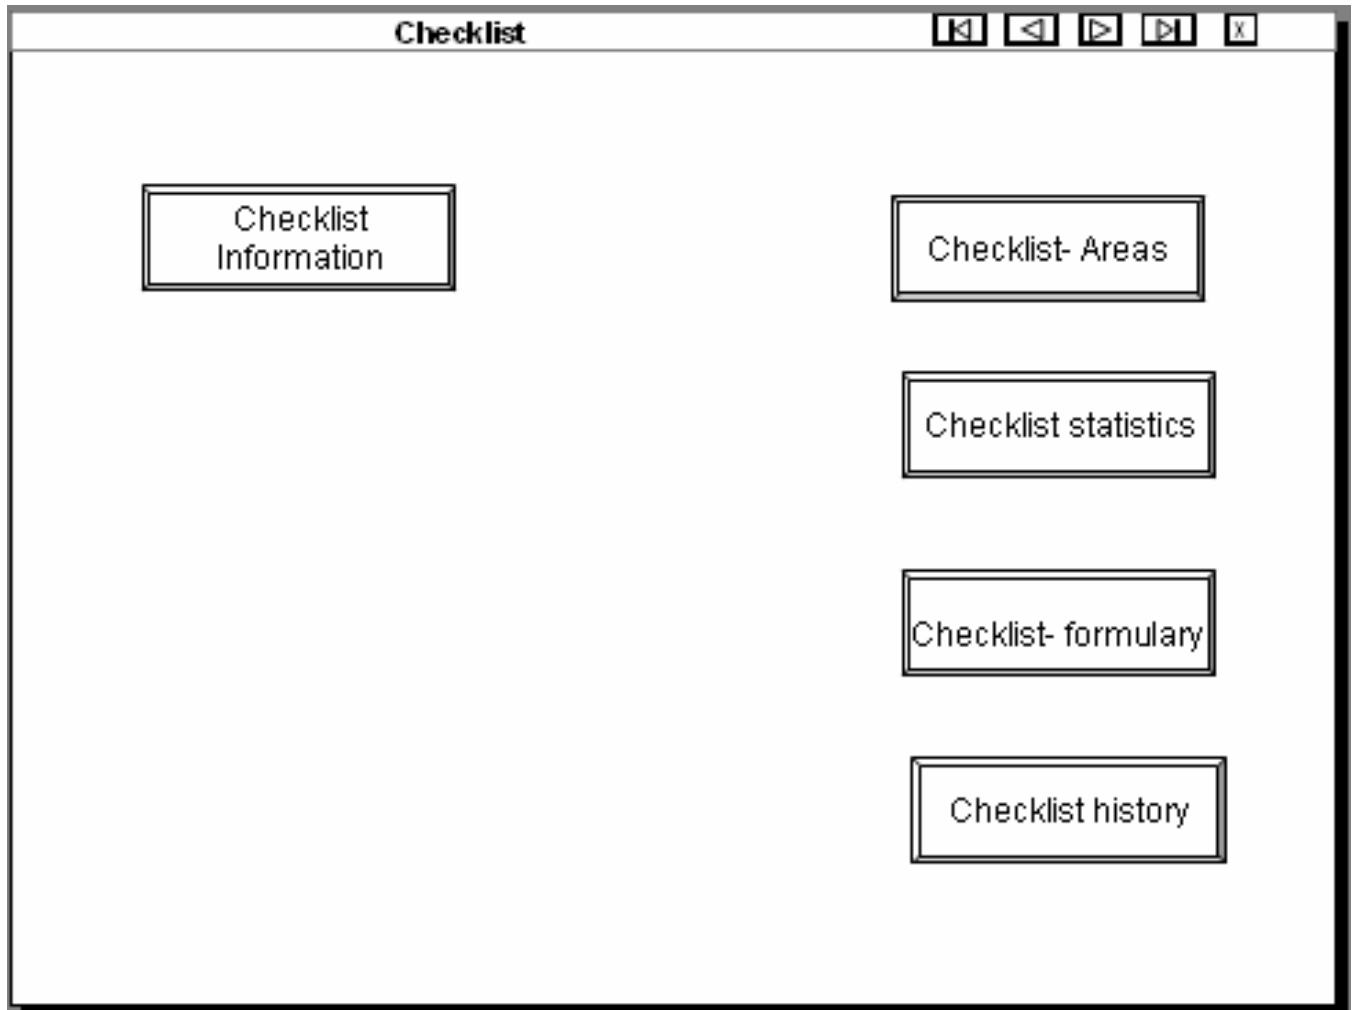 Checklist
X
Checklist
Information
Checklist- Areas
Checklist statistics
Checklist- formulary
Checklist history